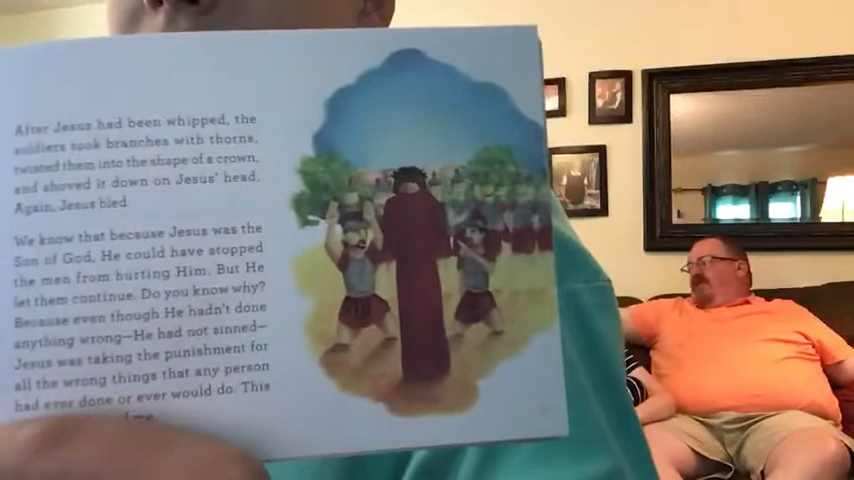 After Jesus had been whipped, the
soldiers took branches with thorns,
twisted them into the shape of a crown,
and shoved it down on Jesus' head.
Again, Jesus bled.
We know that because Jesus was the
Son of God, He could have stopped
the men from hurting Him. But He
let them continue. Do you know why?
Because even though He hadn't done
anything wrong—He had not sinned—
Jesus was taking the punishment for
all the wrong things that any person
had ever done or ever would do. This